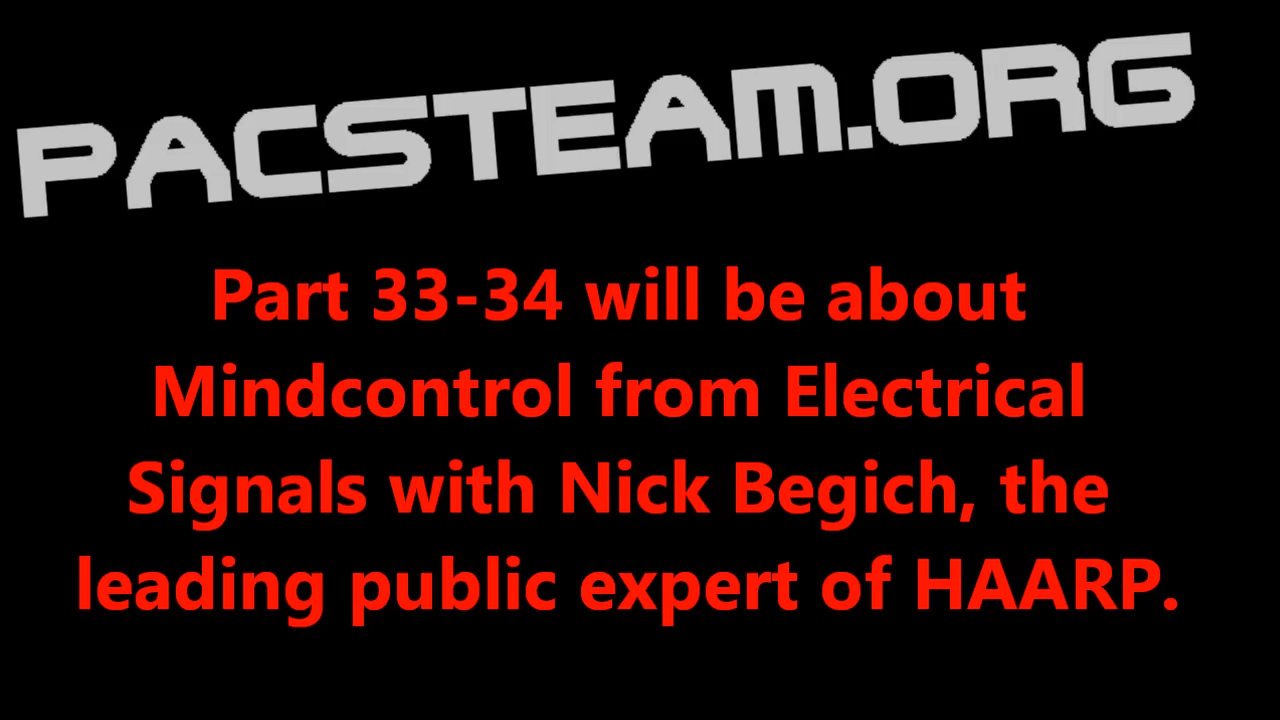 PACSTEAM.ORG
Part 33-34 will be about
Mindcontrol from Electrical
Signals with Nick Begich, the
leading public expert of HAARP.